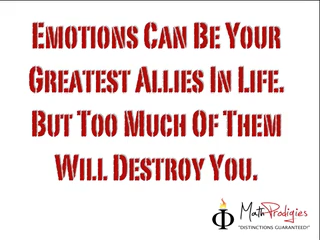 Emotions Can Be Your
Greatest Allies In Life.
But Too Much Of Them
Will Destroy You.
MathProdigies
"DISTINCTIONS GUARANTEED!"